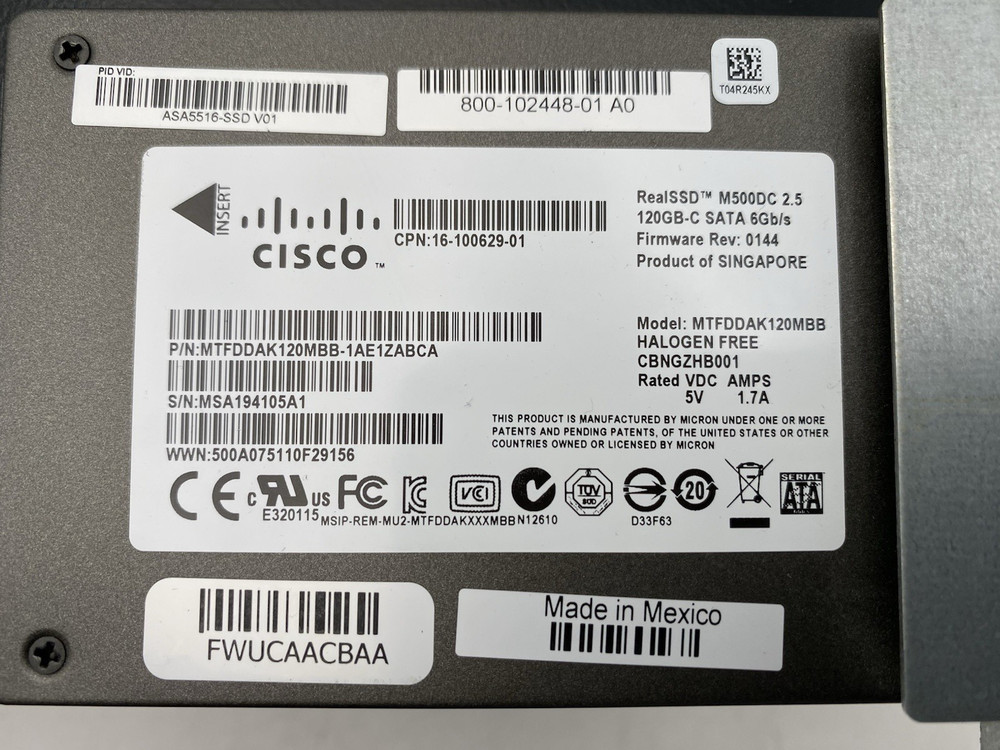 PID VID:
ASA5516-SSD V01
800-102448-01 A0
T04R245KX
INSERT
CISCO™
CPN:16-100629-01
RealSSD™ M500DC 2.5
120GB-C SATA 6Gb/s
Firmware Rev: 0144
Product of SINGAPORE
P/N:MTFDDAK120MBB-1AE1ZABCA
S/N:MSA194105A1
WWN:500A075110F29156
Model: MTFDDAK120MBB
HALOGEN FREE
CBNGZHB001
Rated VDC AMPS
5V 1.7A
THIS PRODUCT IS MANUFACTURED BY MICRON UNDER ONE OR MORE
PATENTS AND PENDING PATENTS, OF THE UNITED STATES OR OTHER
COUNTRIES OWNED OR LICENSED BY MICRON
CE c RU US FC VCI TUV 20 SERIAL ATA
E320115 MSIP-REM-MU2-MTFDDAKXXXMBB N12610 D33F63
FWUCAACBAA
Made in Mexico